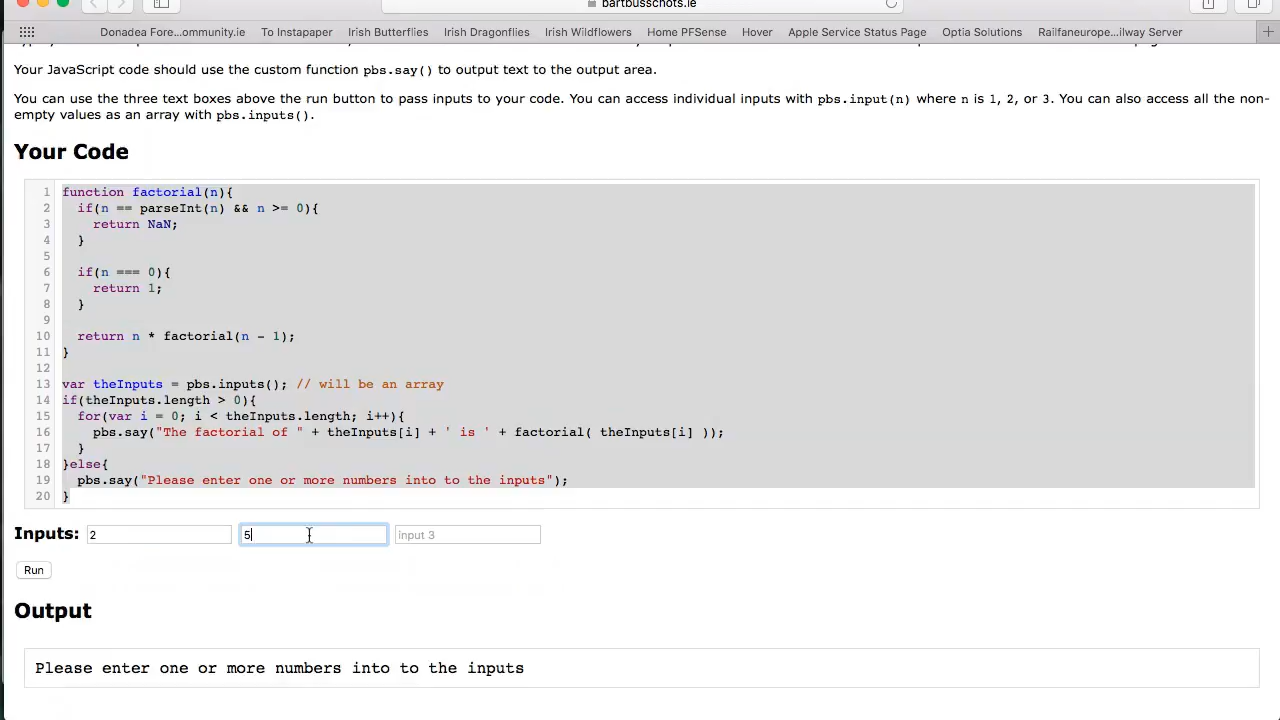 bartbusschots.ie
Donadea Fore...ommunity.ie To Instapaper Irish Butterflies Irish Dragonflies Irish Wildflowers Home PFSense Hover Apple Service Status Page Optia Solutions Railfaneurope...ilway Server
Your JavaScript code should use the custom function pbs.say() to output text to the output area.
You can use the three text boxes above the run button to pass inputs to your code. You can access individual inputs with pbs.input(n) where n is 1, 2, or 3. You can also access all the non-
empty values as an array with pbs.inputs().
Your Code
1 function factorial(n){
2 if(n == parseInt(n) && n >= 0){
3 return NaN;
4 }
5
6 if(n === 0){
7 return 1;
8 }
9
10 return n * factorial(n - 1);
11 }
12
13 var theInputs = pbs.inputs(); // will be an array
14 if(theInputs.length > 0){
15 for(var i = 0; i < theInputs.length; i++){
16 pbs.say("The factorial of " + theInputs[i] + ' is ' + factorial( theInputs[i] ));
17 }
18 }else{
19 pbs.say("Please enter one or more numbers into to the inputs");
20 }
Inputs: 2 5 input 3
Run
Output
Please enter one or more numbers into to the inputs